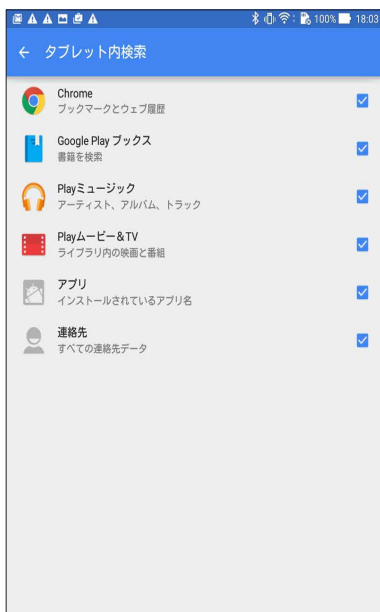 100% 18:03
タブレット内検索
Chrome
ブックマークとウェブ履歴
Google Play ブックス
書籍を検索
Playミュージック
アーティスト、アルバム、トラック
Playムービー&TV
ライブラリ内の映画と番組
アプリ
インストールされているアプリ名
連絡先
すべての連絡先データ